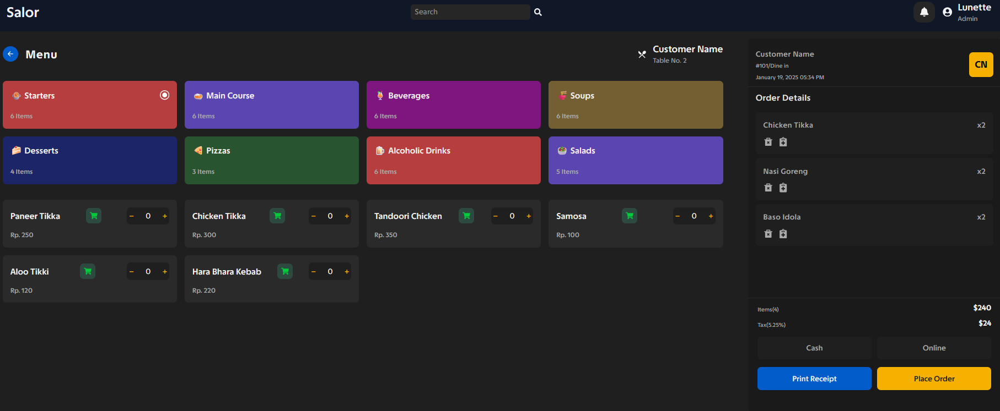 Salor
Search
Lunette
Admin
Menu
Customer Name
Table No. 2
Starters
6 Items
Main Course
6 Items
Beverages
6 Items
Soups
6 Items
Desserts
4 Items
Pizzas
3 Items
Alcoholic Drinks
6 Items
Salads
5 Items
Paneer Tikka
− 0 +
Rp. 250
Chicken Tikka
− 0 +
Rp. 300
Tandoori Chicken
− 0 +
Rp. 350
Samosa
− 0 +
Rp. 100
Aloo Tikki
− 0 +
Rp. 120
Hara Bhara Kebab
− 0 +
Rp. 220
Customer Name
#101/Dine in
January 19, 2025 05:34 PM
CN
Order Details
Chicken Tikka x2
Nasi Goreng x2
Baso Idola x2
Items(4) $240
Tax(5.25%) $24
Cash
Online
Print Receipt
Place Order